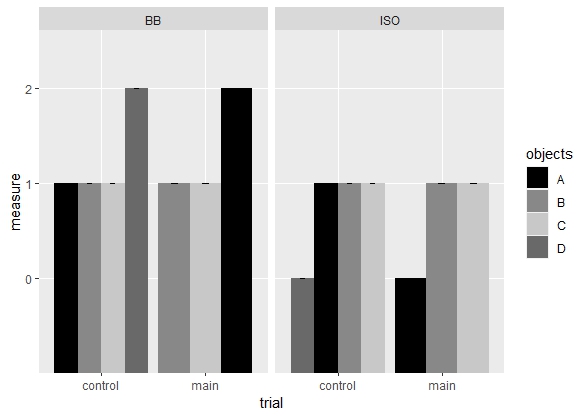 BB
ISO
measure
2
1
0
control
main
control
main
trial
objects
A
B
C
D